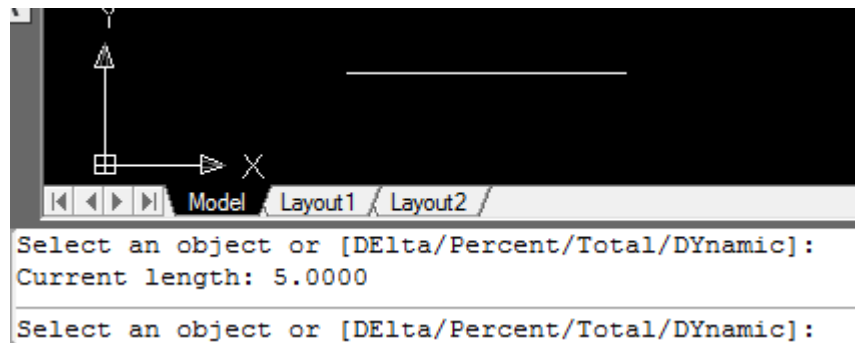 Y
X
Model Layout1 Layout2
Select an object or [DElta/Percent/Total/DYnamic]:
Current length: 5.0000
Select an object or [DElta/Percent/Total/DYnamic]: